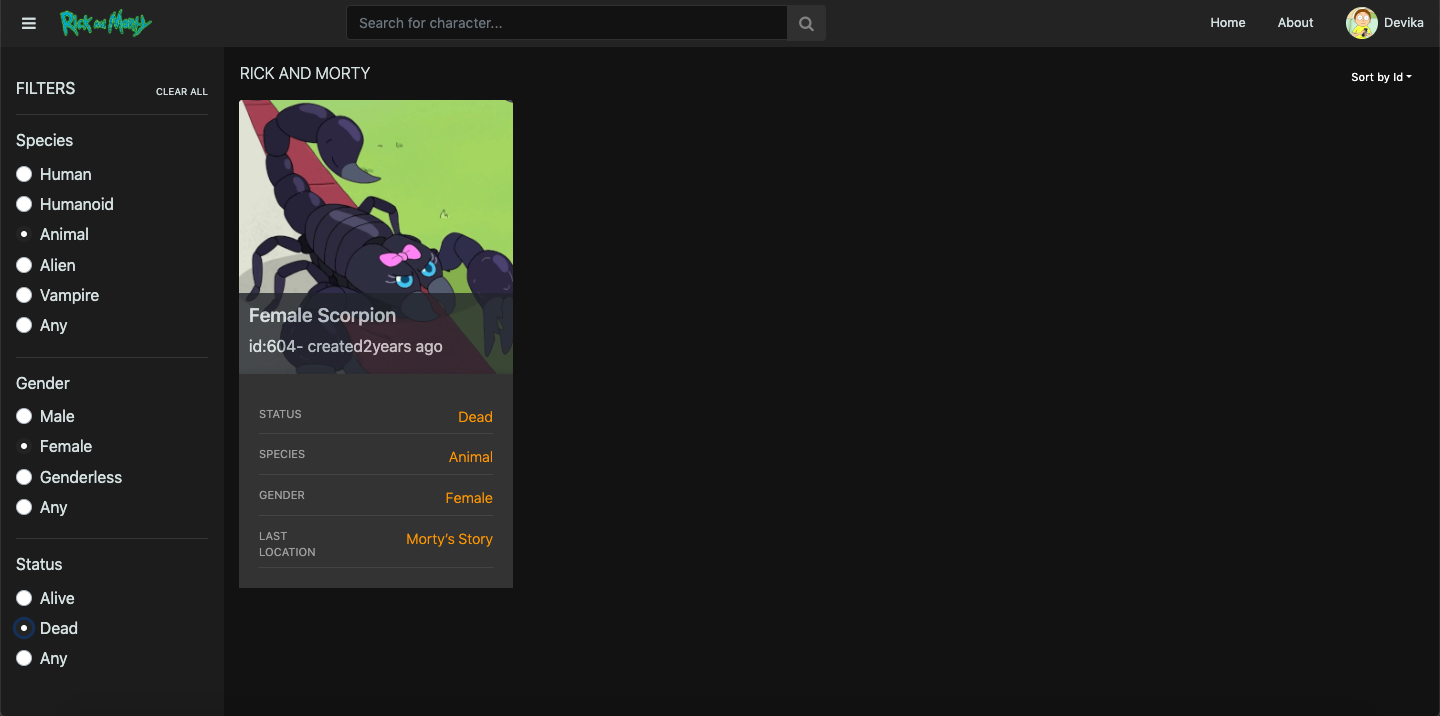 Rick and Morty
Search for character...
Home
About
Devika
FILTERS
CLEAR ALL
Species
Human
Humanoid
Animal
Alien
Vampire
Any
Gender
Male
Female
Genderless
Any
Status
Alive
Dead
Any
RICK AND MORTY
Sort by Id
Female Scorpion
id:604- created2years ago
STATUS Dead
SPECIES Animal
GENDER Female
LAST Morty's Story
LOCATION